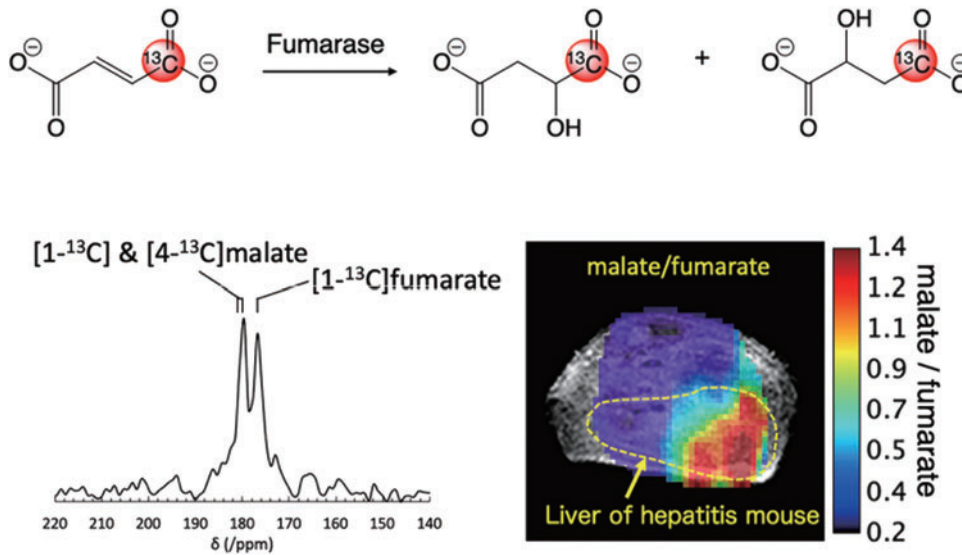 O
OH
O
⊖
¹³C
⊖
Fumarase
⊖
¹³C
⊖
+
⊖
¹³C
⊖
O
O
O
O
O
O
O
O
OH
O
O
[1-¹³C] & [4-¹³C]malate
[1-¹³C]fumarate
220 210 200 190 180 170 160 150 140
δ (/ppm)
malate/fumarate
Liver of hepatitis mouse
1.4
1.2
1.1
0.9
0.7
0.5
0.4
0.2
malate / fumarate